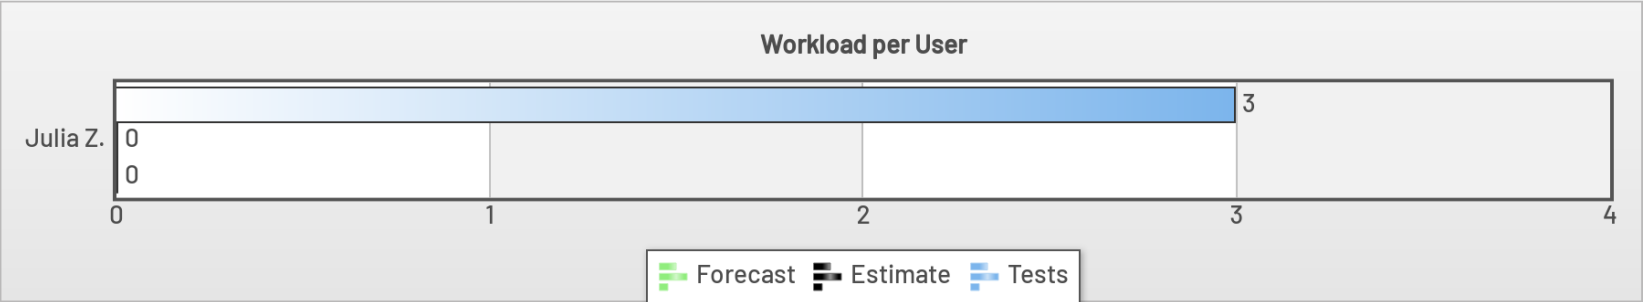 Workload per User
3
Julia Z.
0
0
0 1 2 3 4
Forecast Estimate Tests